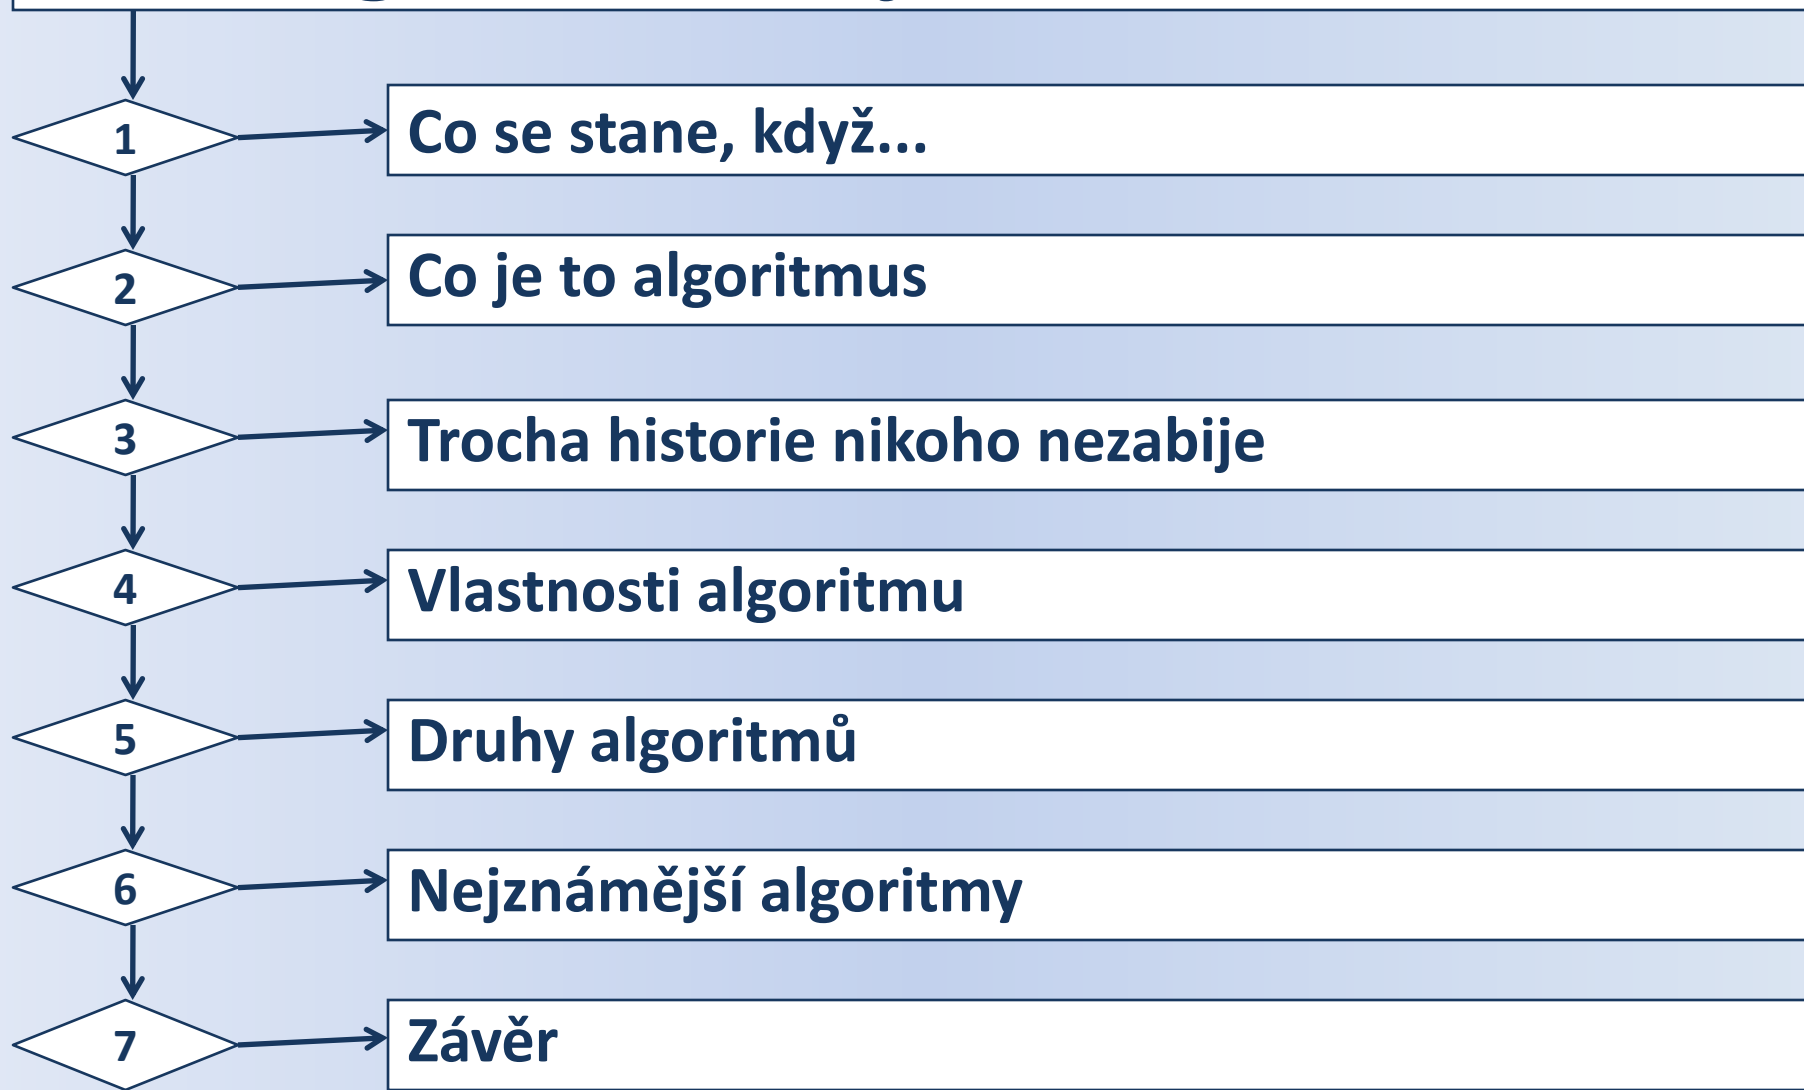 1
Co se stane, když...
2
Co je to algoritmus
3
Trocha historie nikoho nezabije
4
Vlastnosti algoritmu
5
Druhy algoritmů
6
Nejznámější algoritmy
7
Závěr